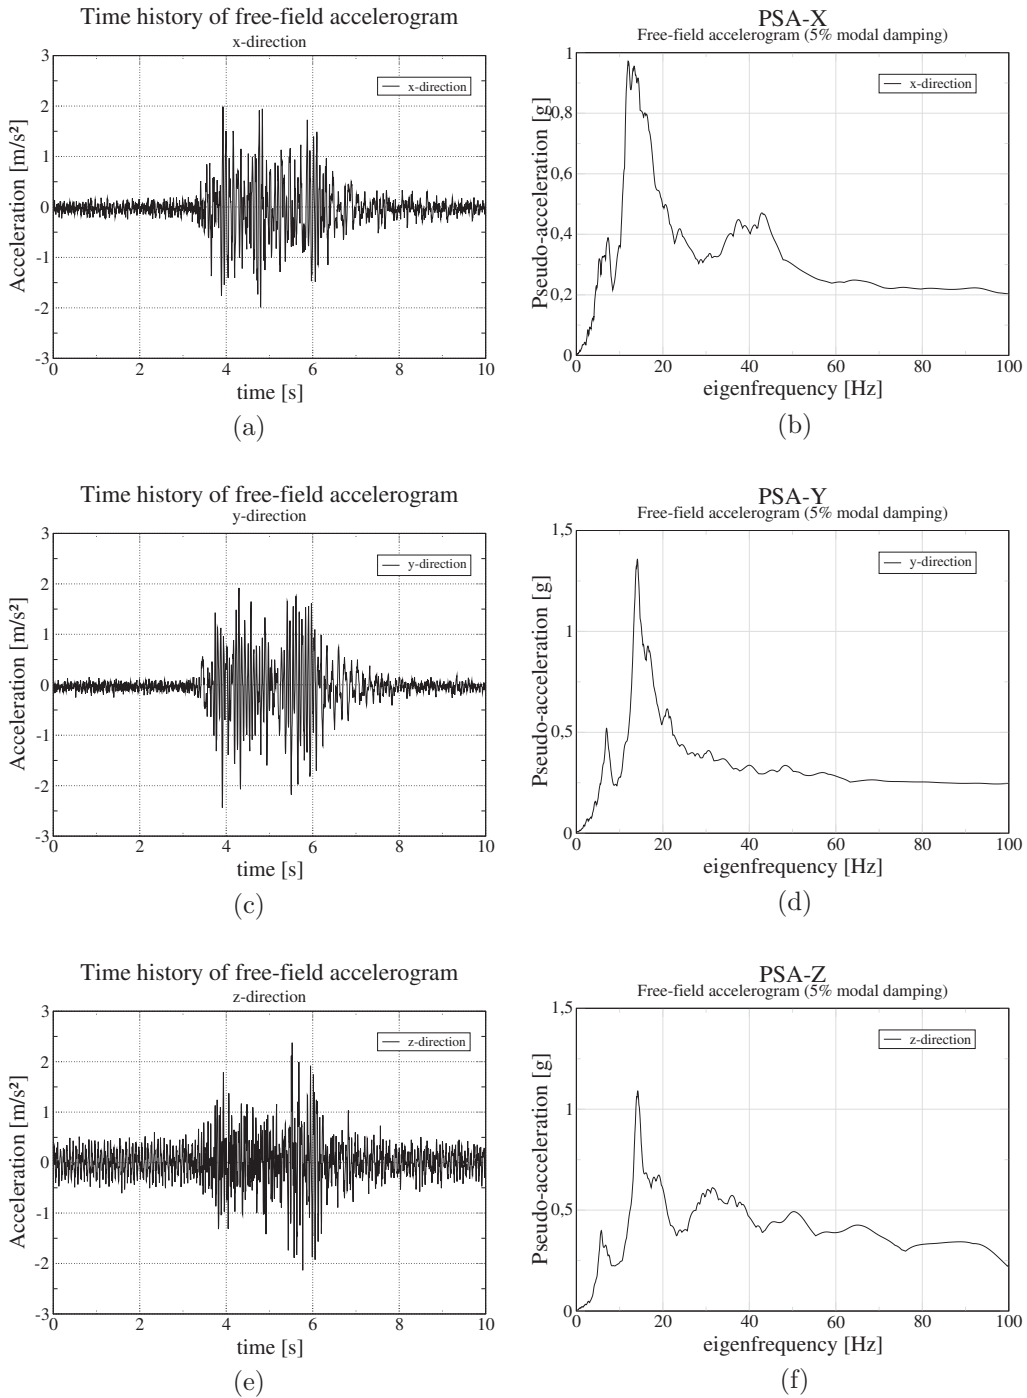 Time history of free-field accelerogram
x-direction
x-direction
Acceleration [m/s²]
3
2
1
0
-1
-2
-3
0 2 4 6 8 10
time [s]
(a)
PSA-X
Free-field accelerogram (5% modal damping)
x-direction
Pseudo-acceleration [g]
1
0,8
0,6
0,4
0,2
0
0 20 40 60 80 100
eigenfrequency [Hz]
(b)
Time history of free-field accelerogram
y-direction
y-direction
Acceleration [m/s²]
3
2
1
0
-1
-2
-3
0 2 4 6 8 10
time [s]
(c)
PSA-Y
Free-field accelerogram (5% modal damping)
y-direction
Pseudo-acceleration [g]
1,5
1
0,5
0
0 20 40 60 80 100
eigenfrequency [Hz]
(d)
Time history of free-field accelerogram
z-direction
z-direction
Acceleration [m/s²]
3
2
1
0
-1
-2
-3
0 2 4 6 8 10
time [s]
(e)
PSA-Z
Free-field accelerogram (5% modal damping)
z-direction
Pseudo-acceleration [g]
1,5
1
0,5
0
0 20 40 60 80 100
eigenfrequency [Hz]
(f)